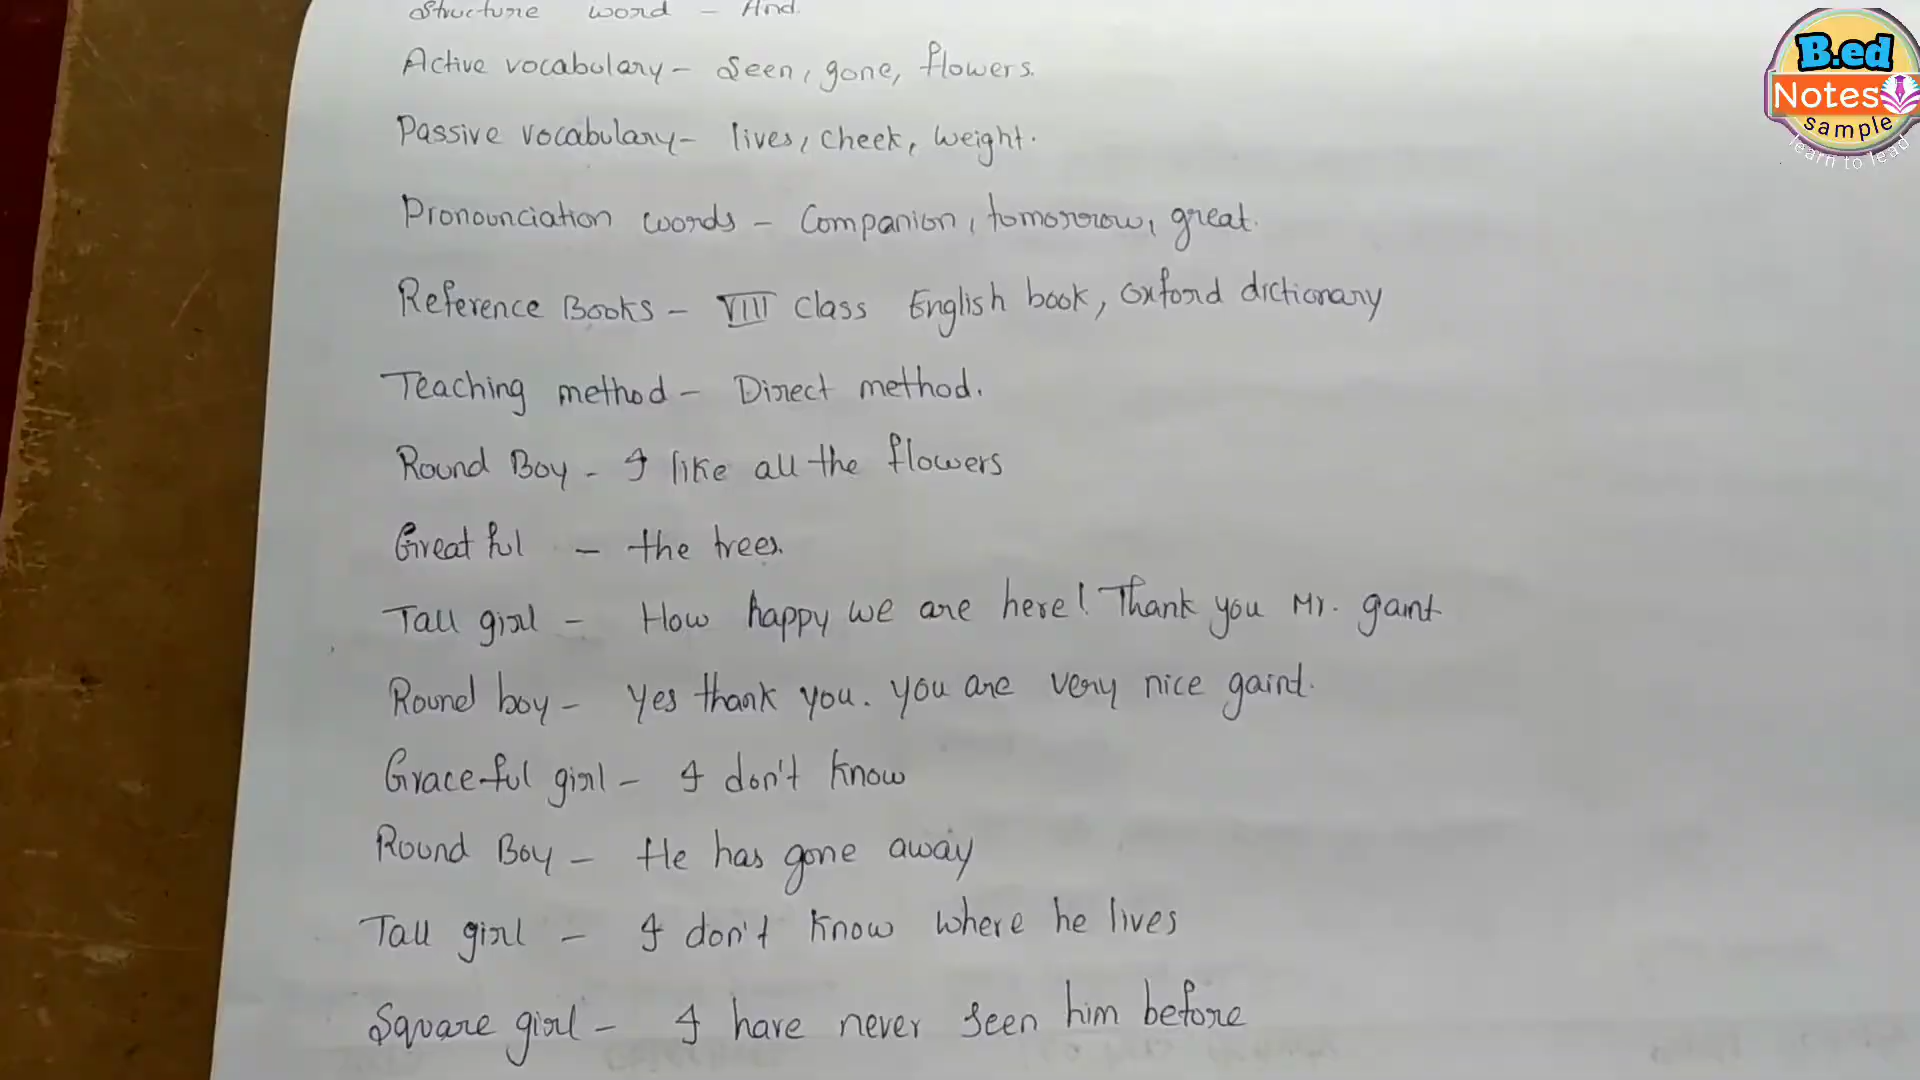 Structure word - And.
Active vocabulary - Seen, gone, flowers.
Passive vocabulary - lives, cheek, weight.
Pronounciation words - Companion, tomorrow, great.
Reference Books - VIII class English book, Oxford dictionary
Teaching method - Direct method.
Round Boy - I like all the flowers
Greatful - the trees.
Tall girl - How happy we are here! Thank you Mr. gaint
Round boy - Yes thank you. You are very nice gaint.
Graceful girl - I don't know
Round Boy - He has gone away
Tall girl - I don't know where he lives
Square girl - I have never seen him before
B.ed
Notes
sample
learn to lead